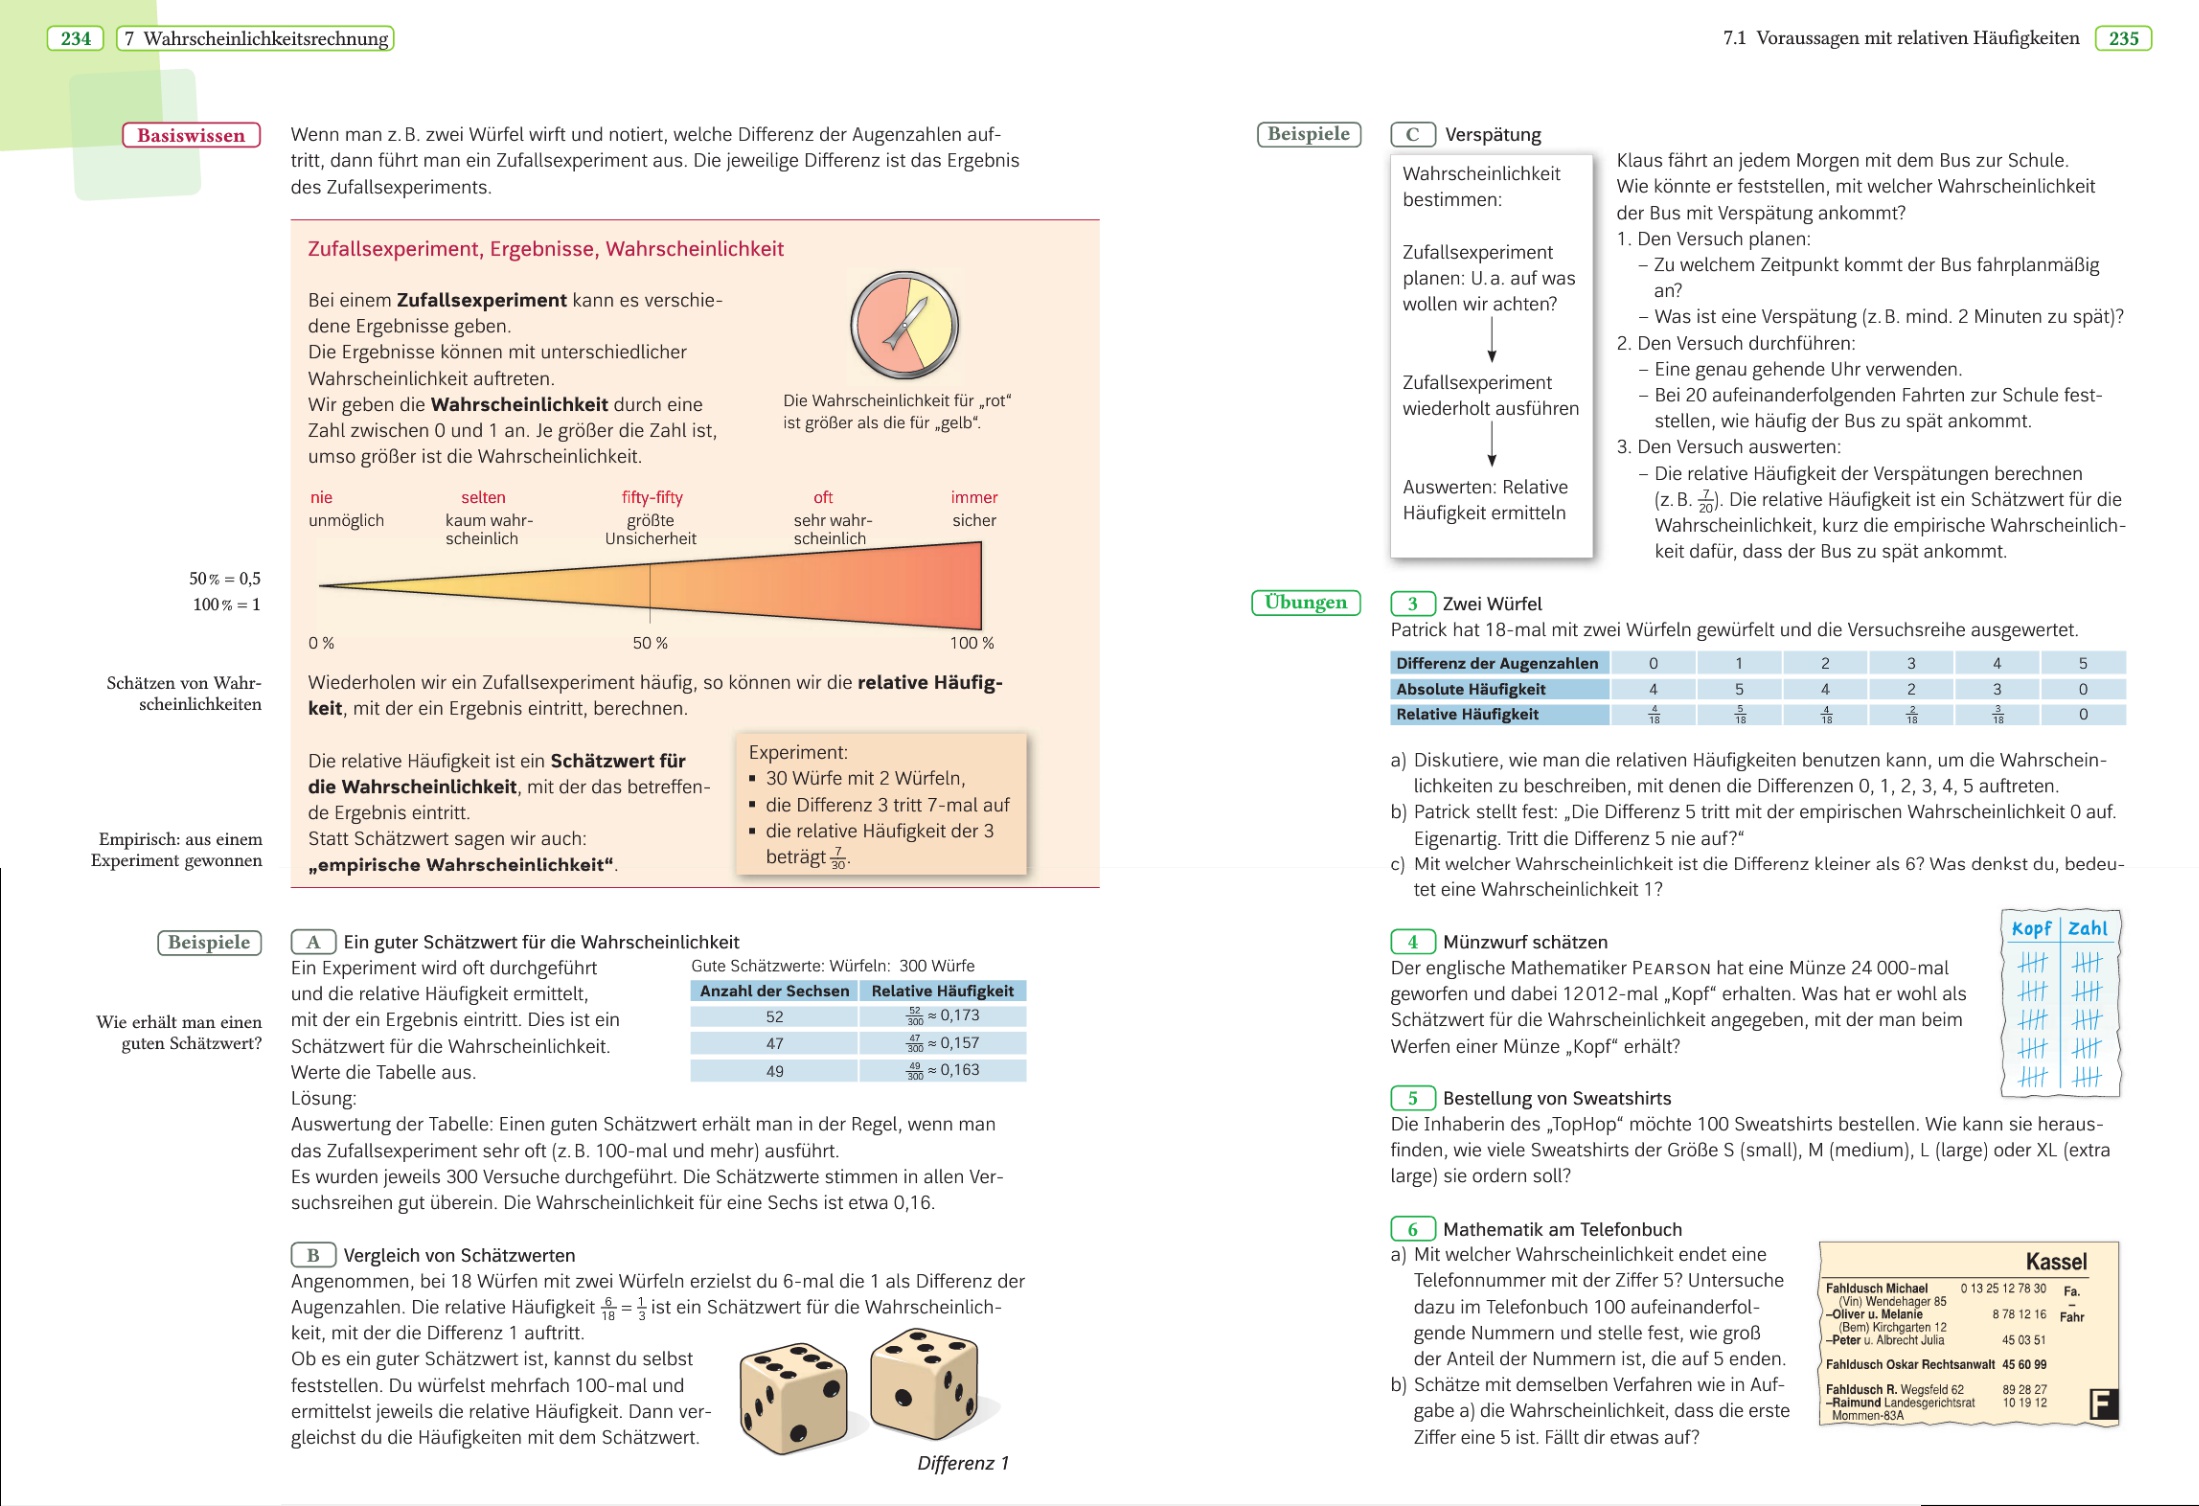 234 7 Wahrscheinlichkeitsrechnung
Basiswissen
Wenn man z. B. zwei Würfel wirft und notiert, welche Differenz der Augenzahlen auf-
tritt, dann führt man ein Zufallsexperiment aus. Die jeweilige Differenz ist das Ergebnis
des Zufallsexperiments.
Zufallsexperiment, Ergebnisse, Wahrscheinlichkeit
Bei einem Zufallsexperiment kann es verschie-
dene Ergebnisse geben.
Die Ergebnisse können mit unterschiedlicher
Wahrscheinlichkeit auftreten.
Wir geben die Wahrscheinlichkeit durch eine
Zahl zwischen 0 und 1 an. Je größer die Zahl ist,
umso größer ist die Wahrscheinlichkeit.
Die Wahrscheinlichkeit für „rot“
ist größer als die für „gelb“.
nie selten fifty-fifty oft immer
unmöglich kaum wahr- größte sehr wahr- sicher
scheinlich Unsicherheit scheinlich
50 % = 0,5
100 % = 1
0 % 50 % 100 %
Schätzen von Wahr-
scheinlichkeiten
Wiederholen wir ein Zufallsexperiment häufig, so können wir die relative Häufig-
keit, mit der ein Ergebnis eintritt, berechnen.
Die relative Häufigkeit ist ein Schätzwert für
die Wahrscheinlichkeit, mit der das betreffen-
de Ergebnis eintritt.
Statt Schätzwert sagen wir auch:
„empirische Wahrscheinlichkeit“.
Empirisch: aus einem
Experiment gewonnen
Experiment:
▪ 30 Würfe mit 2 Würfeln,
▪ die Differenz 3 tritt 7-mal auf
▪ die relative Häufigkeit der 3
beträgt 7/30.
Beispiele
A Ein guter Schätzwert für die Wahrscheinlichkeit
Ein Experiment wird oft durchgeführt
und die relative Häufigkeit ermittelt,
mit der ein Ergebnis eintritt. Dies ist ein
Schätzwert für die Wahrscheinlichkeit.
Werte die Tabelle aus.
Wie erhält man einen
guten Schätzwert?
Gute Schätzwerte: Würfeln: 300 Würfe
Anzahl der Sechsen Relative Häufigkeit
52 52/300 ≈ 0,173
47 47/300 ≈ 0,157
49 49/300 ≈ 0,163
Lösung:
Auswertung der Tabelle: Einen guten Schätzwert erhält man in der Regel, wenn man
das Zufallsexperiment sehr oft (z. B. 100-mal und mehr) ausführt.
Es wurden jeweils 300 Versuche durchgeführt. Die Schätzwerte stimmen in allen Ver-
suchsreihen gut überein. Die Wahrscheinlichkeit für eine Sechs ist etwa 0,16.
B Vergleich von Schätzwerten
Angenommen, bei 18 Würfen mit zwei Würfeln erzielst du 6-mal die 1 als Differenz der
Augenzahlen. Die relative Häufigkeit 6/18 = 1/3 ist ein Schätzwert für die Wahrscheinlich-
keit, mit der die Differenz 1 auftritt.
Ob es ein guter Schätzwert ist, kannst du selbst
feststellen. Du würfelst mehrfach 100-mal und
ermittelst jeweils die relative Häufigkeit. Dann ver-
gleichst du die Häufigkeiten mit dem Schätzwert.
Differenz 1
7.1 Voraussagen mit relativen Häufigkeiten 235
Beispiele
C Verspätung
Wahrscheinlichkeit
bestimmen:
Zufallsexperiment
planen: U. a. auf was
wollen wir achten?
Zufallsexperiment
wiederholt ausführen
Auswerten: Relative
Häufigkeit ermitteln
Klaus fährt an jedem Morgen mit dem Bus zur Schule.
Wie könnte er feststellen, mit welcher Wahrscheinlichkeit
der Bus mit Verspätung ankommt?
1. Den Versuch planen:
– Zu welchem Zeitpunkt kommt der Bus fahrplanmäßig
an?
– Was ist eine Verspätung (z. B. mind. 2 Minuten zu spät)?
2. Den Versuch durchführen:
– Eine genau gehende Uhr verwenden.
– Bei 20 aufeinanderfolgenden Fahrten zur Schule fest-
stellen, wie häufig der Bus zu spät ankommt.
3. Den Versuch auswerten:
– Die relative Häufigkeit der Verspätungen berechnen
(z. B. 7/20). Die relative Häufigkeit ist ein Schätzwert für die
Wahrscheinlichkeit, kurz die empirische Wahrscheinlich-
keit dafür, dass der Bus zu spät ankommt.
Übungen
3 Zwei Würfel
Patrick hat 18-mal mit zwei Würfeln gewürfelt und die Versuchsreihe ausgewertet.
Differenz der Augenzahlen 0 1 2 3 4 5
Absolute Häufigkeit 4 5 4 2 3 0
Relative Häufigkeit 4/18 5/18 4/18 2/18 3/18 0
a) Diskutiere, wie man die relativen Häufigkeiten benutzen kann, um die Wahrschein-
lichkeiten zu beschreiben, mit denen die Differenzen 0, 1, 2, 3, 4, 5 auftreten.
b) Patrick stellt fest: „Die Differenz 5 tritt mit der empirischen Wahrscheinlichkeit 0 auf.
Eigenartig. Tritt die Differenz 5 nie auf?“
c) Mit welcher Wahrscheinlichkeit ist die Differenz kleiner als 6? Was denkst du, bedeu-
tet eine Wahrscheinlichkeit 1?
4 Münzwurf schätzen
Der englische Mathematiker PEARSON hat eine Münze 24 000-mal
geworfen und dabei 12 012-mal „Kopf“ erhalten. Was hat er wohl als
Schätzwert für die Wahrscheinlichkeit angegeben, mit der man beim
Werfen einer Münze „Kopf“ erhält?
Kopf Zahl
5 Bestellung von Sweatshirts
Die Inhaberin des „TopHop“ möchte 100 Sweatshirts bestellen. Wie kann sie heraus-
finden, wie viele Sweatshirts der Größe S (small), M (medium), L (large) oder XL (extra
large) sie ordern soll?
6 Mathematik am Telefonbuch
a) Mit welcher Wahrscheinlichkeit endet eine
Telefonnummer mit der Ziffer 5? Untersuche
dazu im Telefonbuch 100 aufeinanderfol-
gende Nummern und stelle fest, wie groß
der Anteil der Nummern ist, die auf 5 enden.
b) Schätze mit demselben Verfahren wie in Auf-
gabe a) die Wahrscheinlichkeit, dass die erste
Ziffer eine 5 ist. Fällt dir etwas auf?
Kassel
Fahldusch Michael 0 13 25 12 78 30 Fa.
(Vin) Wendehager 85 –
–Oliver u. Melanie 8 78 12 16 Fahr
(Bem) Kirchgarten 12
–Peter u. Albrecht Julia 45 03 51
Fahldusch Oskar Rechtsanwalt 45 60 99
Fahldusch R. Wegsfeld 62 89 28 27
–Raimund Landesgerichtsrat 10 19 12
Mommen-83A
F